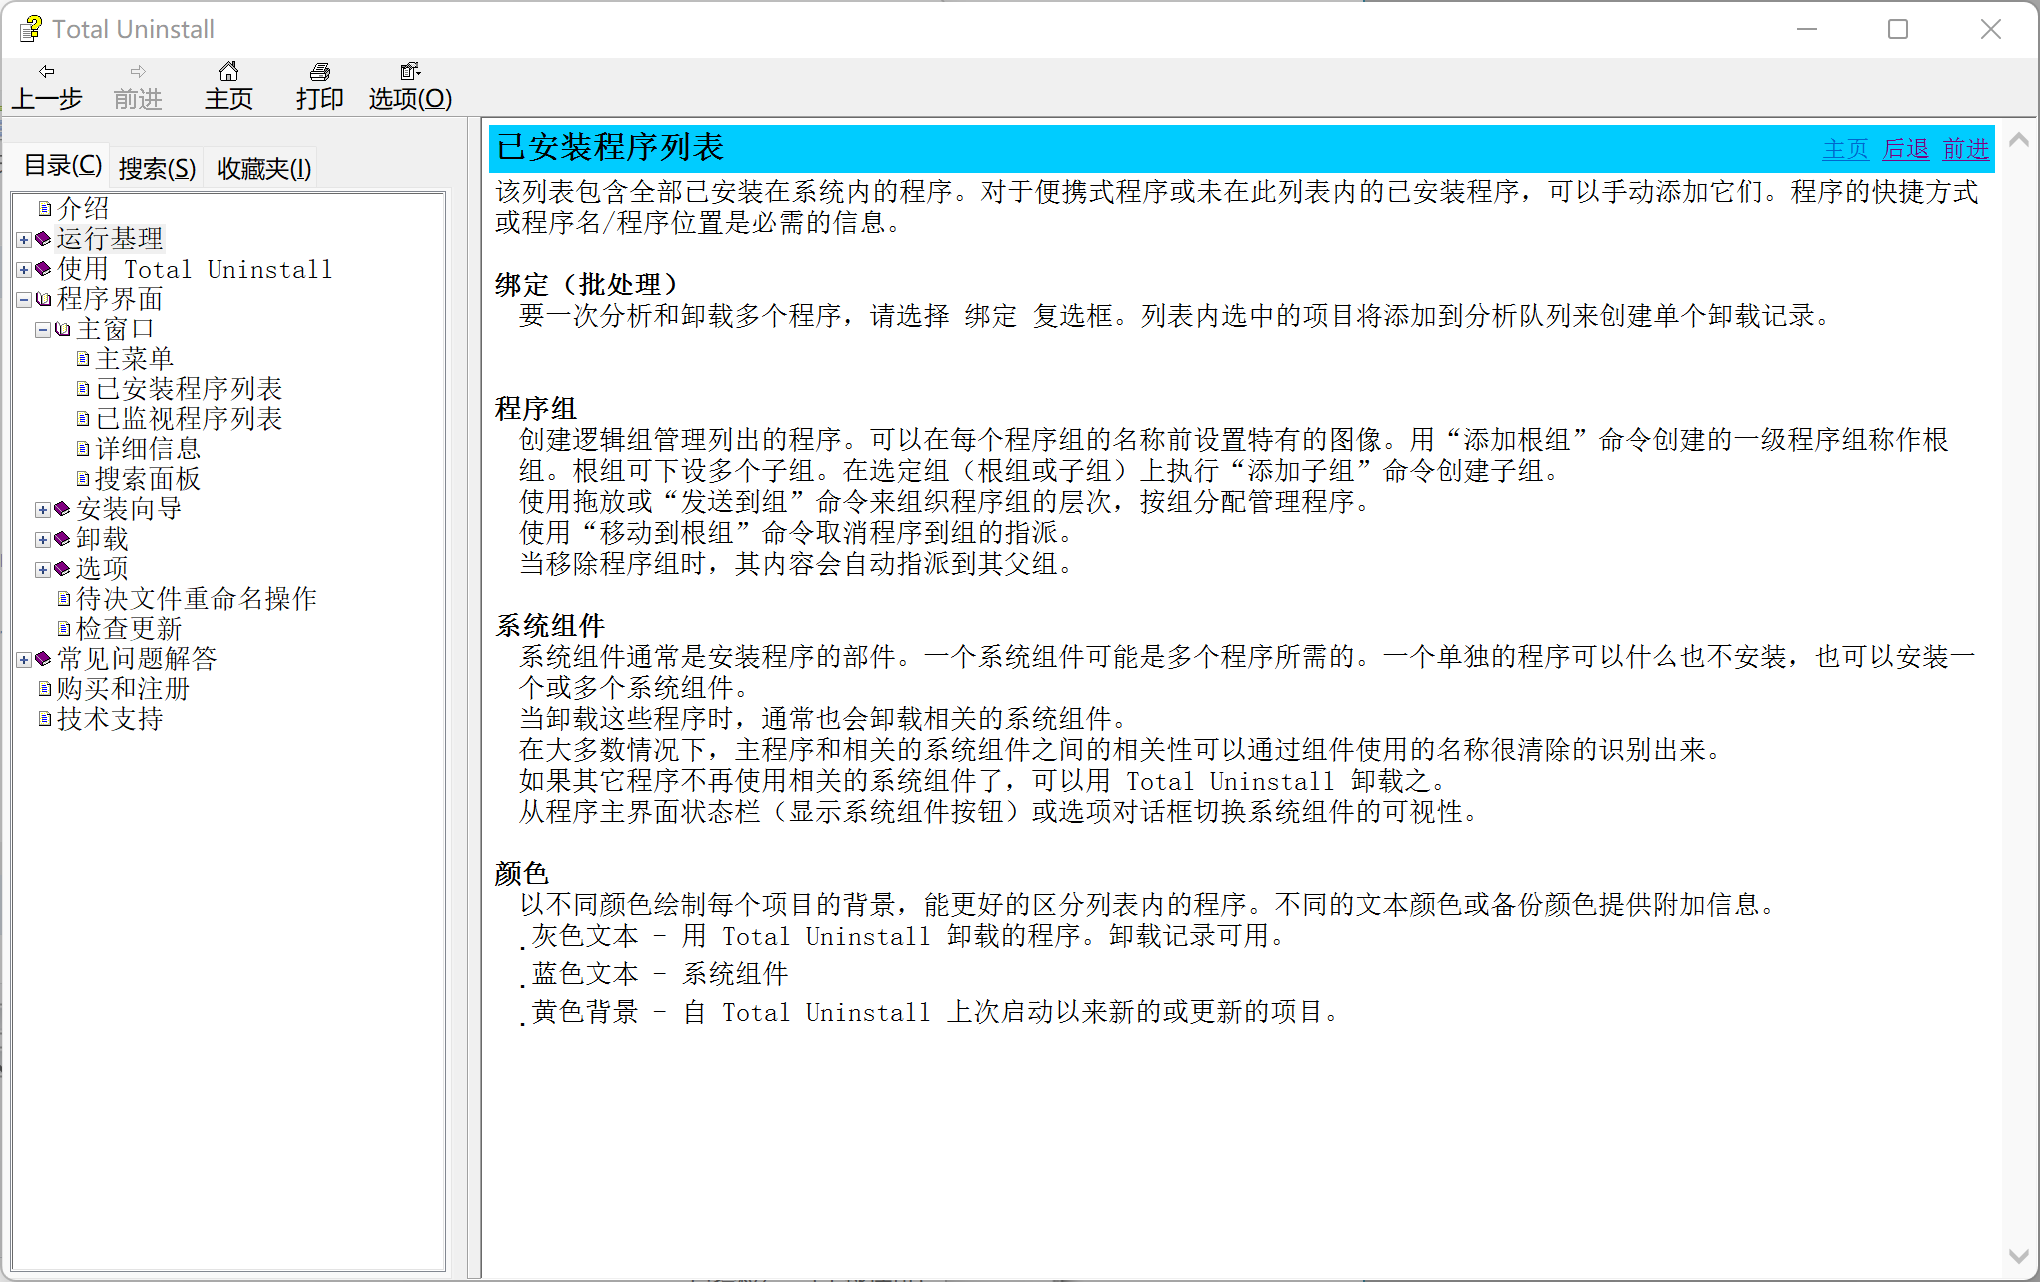 Total Uninstall
上一步 前进 主页 打印 选项(O)
目录(C) 搜索(S) 收藏夹(I)
介绍
运行基理
使用 Total Uninstall
程序界面
主窗口
主菜单
已安装程序列表
已监视程序列表
详细信息
搜索面板
安装向导
卸载
选项
待决文件重命名操作
检查更新
常见问题解答
购买和注册
技术支持
已安装程序列表
主页 后退 前进
该列表包含全部已安装在系统内的程序。对于便携式程序或未在此列表内的已安装程序，可以手动添加它们。程序的快捷方式
或程序名/程序位置是必需的信息。
绑定（批处理）
要一次分析和卸载多个程序，请选择 绑定 复选框。列表内选中的项目将添加到分析队列来创建单个卸载记录。
程序组
创建逻辑组管理列出的程序。可以在每个程序组的名称前设置特有的图像。用“添加根组”命令创建的一级程序组称作根
组。根组可下设多个子组。在选定组（根组或子组）上执行“添加子组”命令创建子组。
使用拖放或“发送到组”命令来组织程序组的层次，按组分配管理程序。
使用“移动到根组”命令取消程序到组的指派。
当移除程序组时，其内容会自动指派到其父组。
系统组件
系统组件通常是安装程序的部件。一个系统组件可能是多个程序所需的。一个单独的程序可以什么也不安装，也可以安装一
个或多个系统组件。
当卸载这些程序时，通常也会卸载相关的系统组件。
在大多数情况下，主程序和相关的系统组件之间的相关性可以通过组件使用的名称很清除的识别出来。
如果其它程序不再使用相关的系统组件了，可以用 Total Uninstall 卸载之。
从程序主界面状态栏（显示系统组件按钮）或选项对话框切换系统组件的可视性。
颜色
以不同颜色绘制每个项目的背景，能更好的区分列表内的程序。不同的文本颜色或备份颜色提供附加信息。
. 灰色文本 - 用 Total Uninstall 卸载的程序。卸载记录可用。
. 蓝色文本 - 系统组件
. 黄色背景 - 自 Total Uninstall 上次启动以来新的或更新的项目。